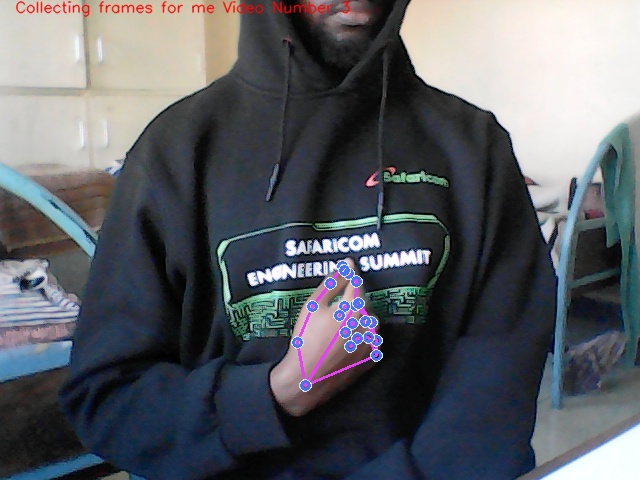 Collecting frames for me Video Number 3
Safaricom
SAFARICOM
ENGINEERING SUMMIT